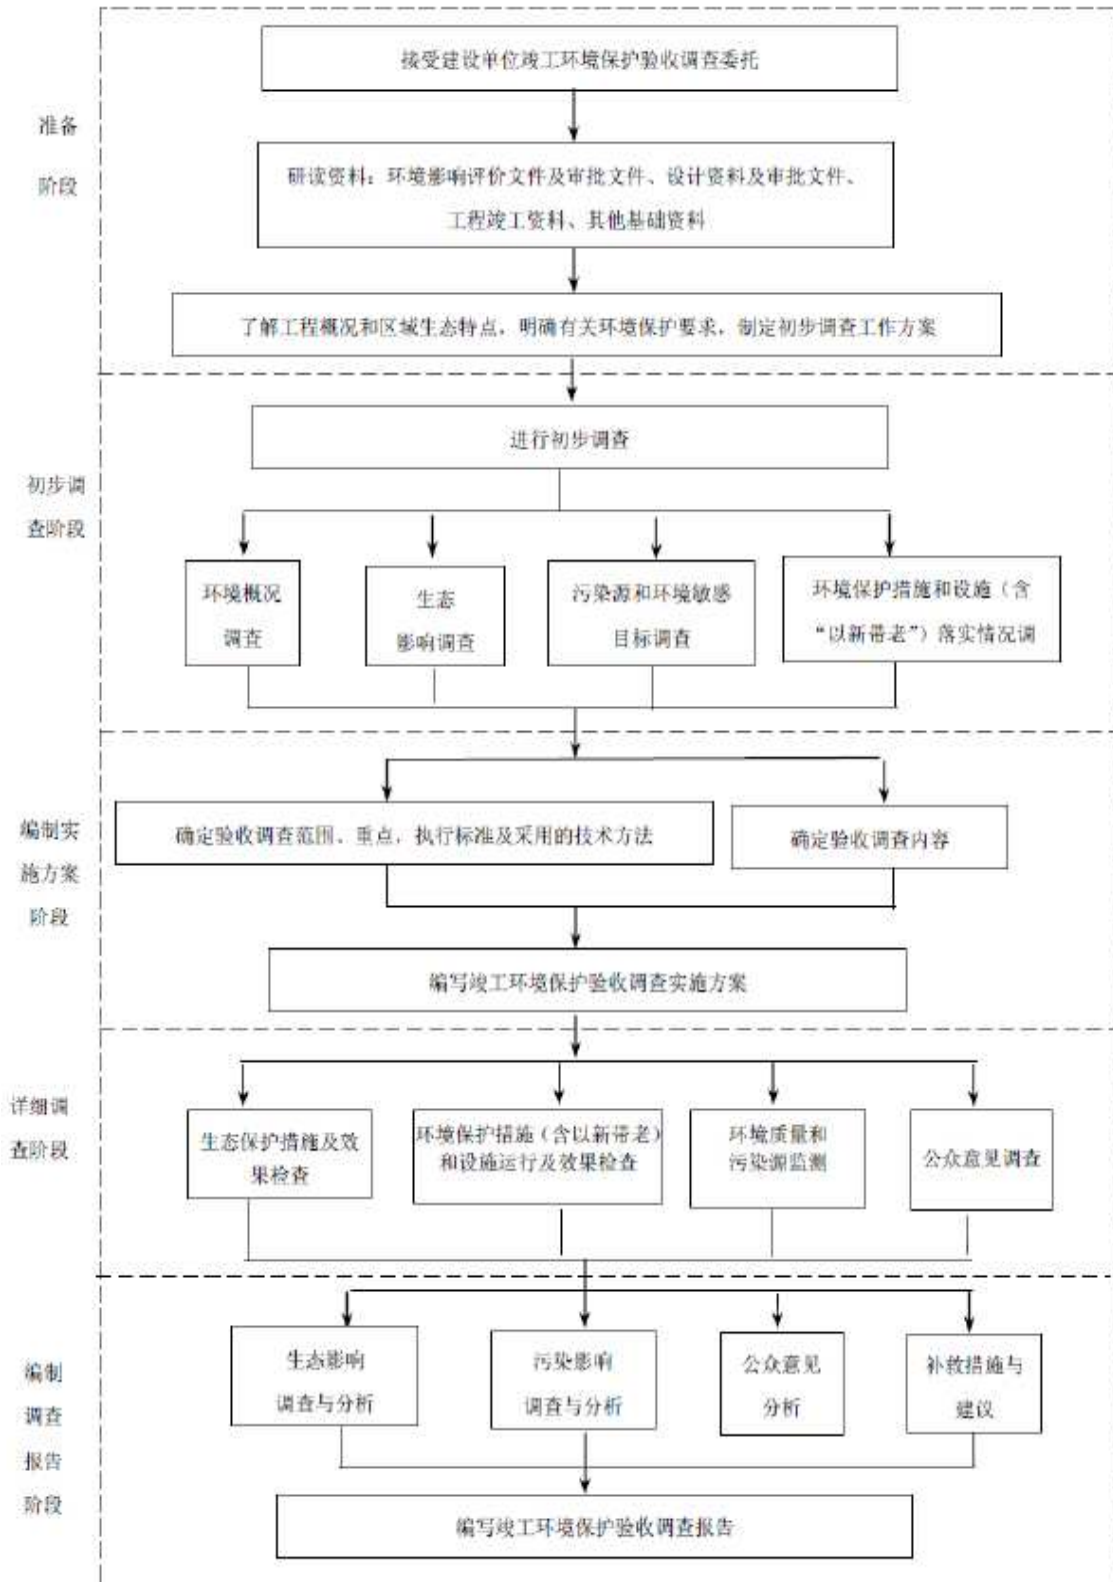 接受建设单位竣工环境保护验收调查委托
准备
阶段
研读资料：环境影响评价文件及审批文件、设计资料及审批文件、
工程竣工资料、其他基础资料
了解工程概况和区域生态特点，明确有关环境保护要求，制定初步调查工作方案
进行初步调查
初步调
查阶段
环境概况
调查
生态
影响调查
污染源和环境敏感
目标调查
环境保护措施和设施（含
“以新带老”）落实情况调
编制实
施方案
阶段
确定验收调查范围、重点，执行标准及采用的技术方法
确定验收调查内容
编写竣工环境保护验收调查实施方案
详细调
查阶段
生态保护措施及效
果检查
环境保护措施（含以新带老）
和设施运行及效果检查
环境质量和
污染源监测
公众意见调查
编制
调查
报告
阶段
生态影响
调查与分析
污染影响
调查与分析
公众意见
分析
补救措施与
建议
编写竣工环境保护验收调查报告